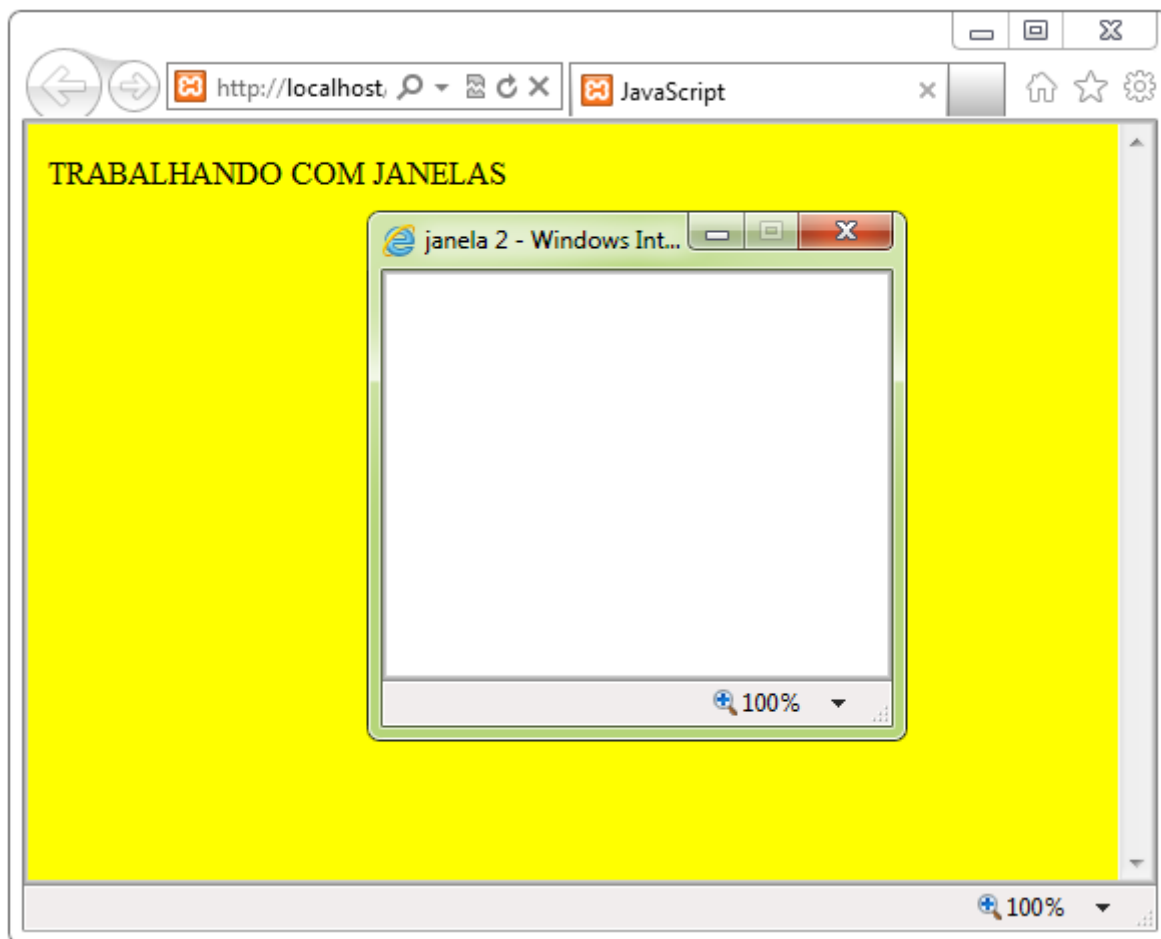 http://localhost,
JavaScript
TRABALHANDO COM JANELAS
janela 2 - Windows Int...
100%
100%